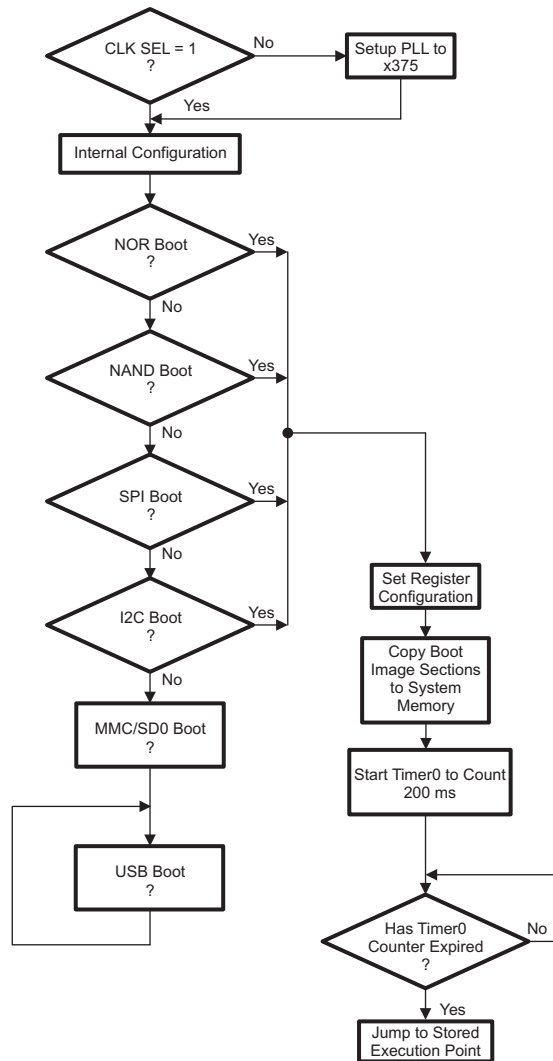 CLK SEL = 1
?
No
Setup PLL to
x375
Yes
Internal Configuration
NOR Boot
?
Yes
No
NAND Boot
?
Yes
No
SPI Boot
?
Yes
No
I2C Boot
?
Yes
No
MMC/SD0 Boot
?
USB Boot
?
Set Register
Configuration
Copy Boot
Image Sections
to System
Memory
Start Timer0 to Count
200 ms
Has Timer0
Counter Expired
?
No
Yes
Jump to Stored
Execution Point